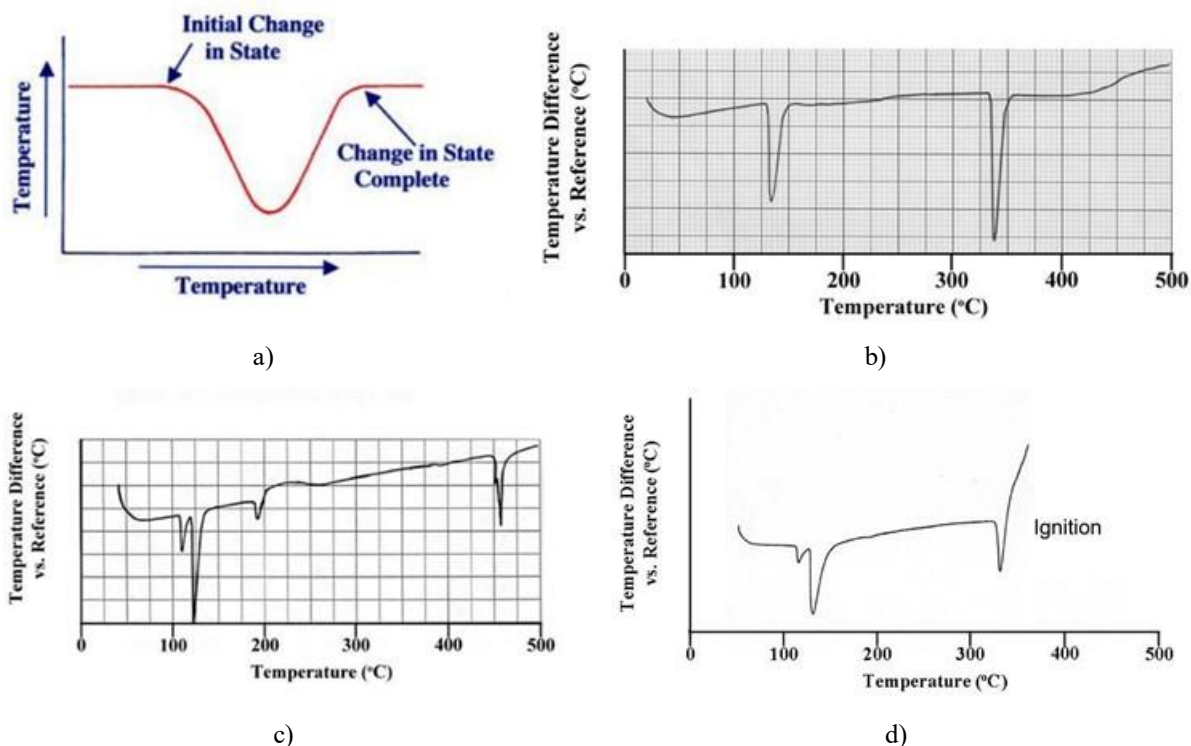 Initial Change
in State
Temperature
Change in State
Complete
Temperature
a)
Temperature Difference
vs. Reference (°C)
0 100 200 300 400 500
Temperature (°C)
b)
Temperature Difference
vs. Reference (°C)
0 100 200 300 400 500
Temperature (°C)
c)
Temperature Difference
vs. Reference (°C)
Ignition
0 100 200 300 400 500
Temperature (°C)
d)